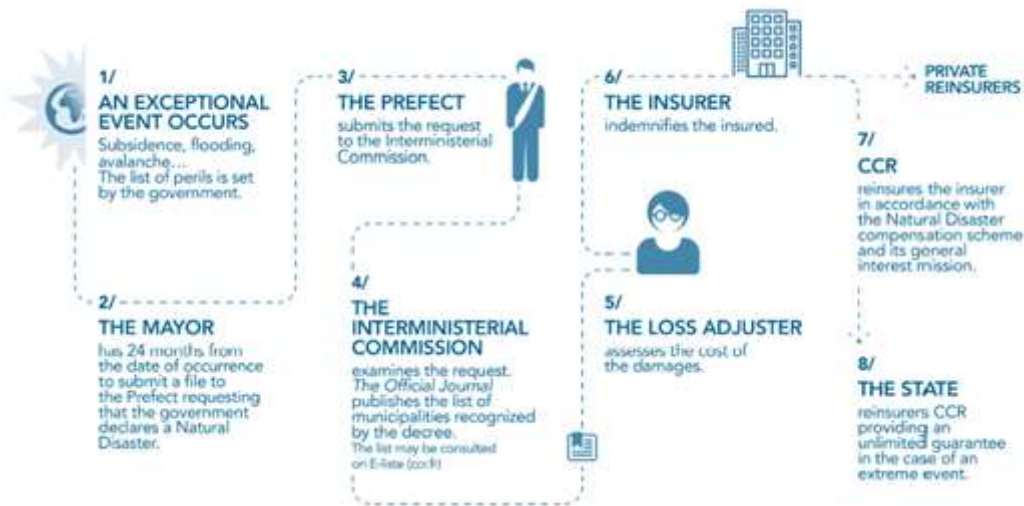 1/
AN EXCEPTIONAL
EVENT OCCURS
Subsidence, flooding,
avalanche...
The list of perils is set
by the government.
2/
THE MAYOR
has 24 months from
the date of occurrence
to submit a file to
the Prefect requesting
that the government
declares a Natural
Disaster.
3/
THE PREFECT
submits the request
to the Interministerial
Commission.
4/
THE
INTERMINISTERIAL
COMMISSION
examines the request.
The Official Journal
publishes the list of
municipalities recognized
by the decree.
The list may be consulted
on E-liste (ccr.fr)
5/
THE LOSS ADJUSTER
assesses the cost of
the damages.
6/
THE INSURER
indemnifies the insured.
PRIVATE
REINSURERS
7/
CCR
reinsures the insurer
in accordance with
the Natural Disaster
compensation scheme
and its general
interest mission.
8/
THE STATE
reinsurers CCR
providing an
unlimited guarantee
in the case of an
extreme event.